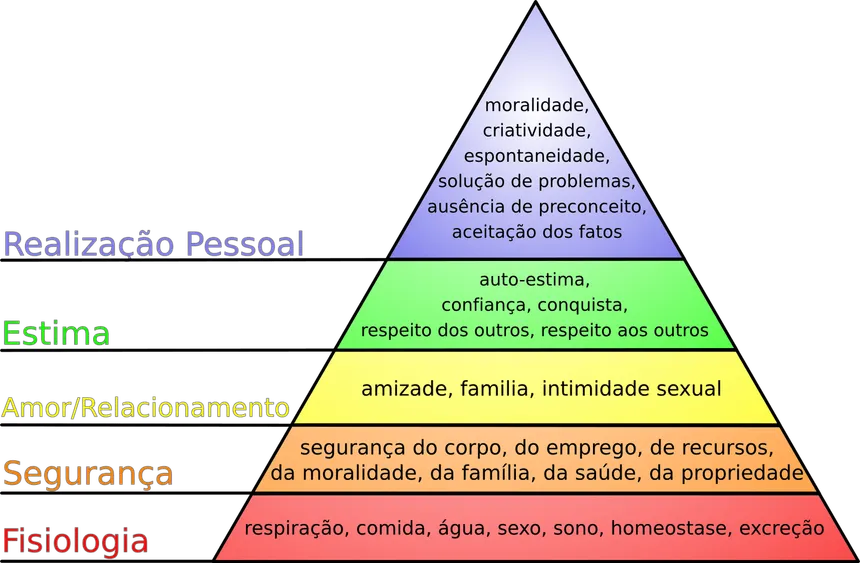 moralidade,
criatividade,
espontaneidade,
solução de problemas,
ausência de preconceito,
aceitação dos fatos
Realização Pessoal
auto-estima,
confiança, conquista,
respeito dos outros, respeito aos outros
Estima
amizade, familia, intimidade sexual
Amor/Relacionamento
segurança do corpo, do emprego, de recursos,
da moralidade, da família, da saúde, da propriedade
Segurança
respiração, comida, água, sexo, sono, homeostase, excreção
Fisiologia